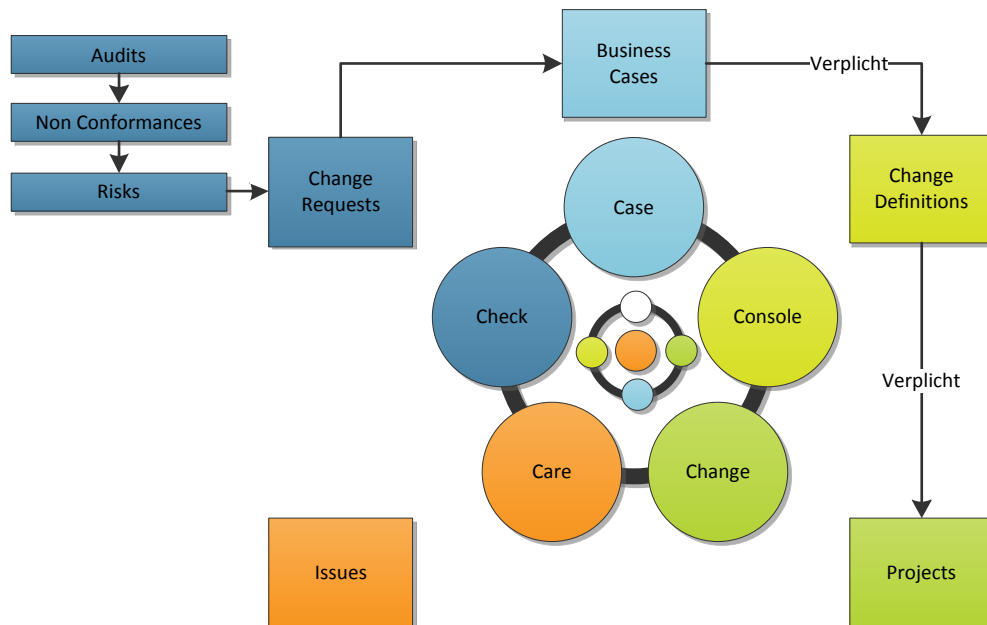 Audits
Non Conformances
Risks
Change
Requests
Business
Cases
Verplicht
Change
Definitions
Case
Check
Console
Verplicht
Care
Change
Issues
Projects